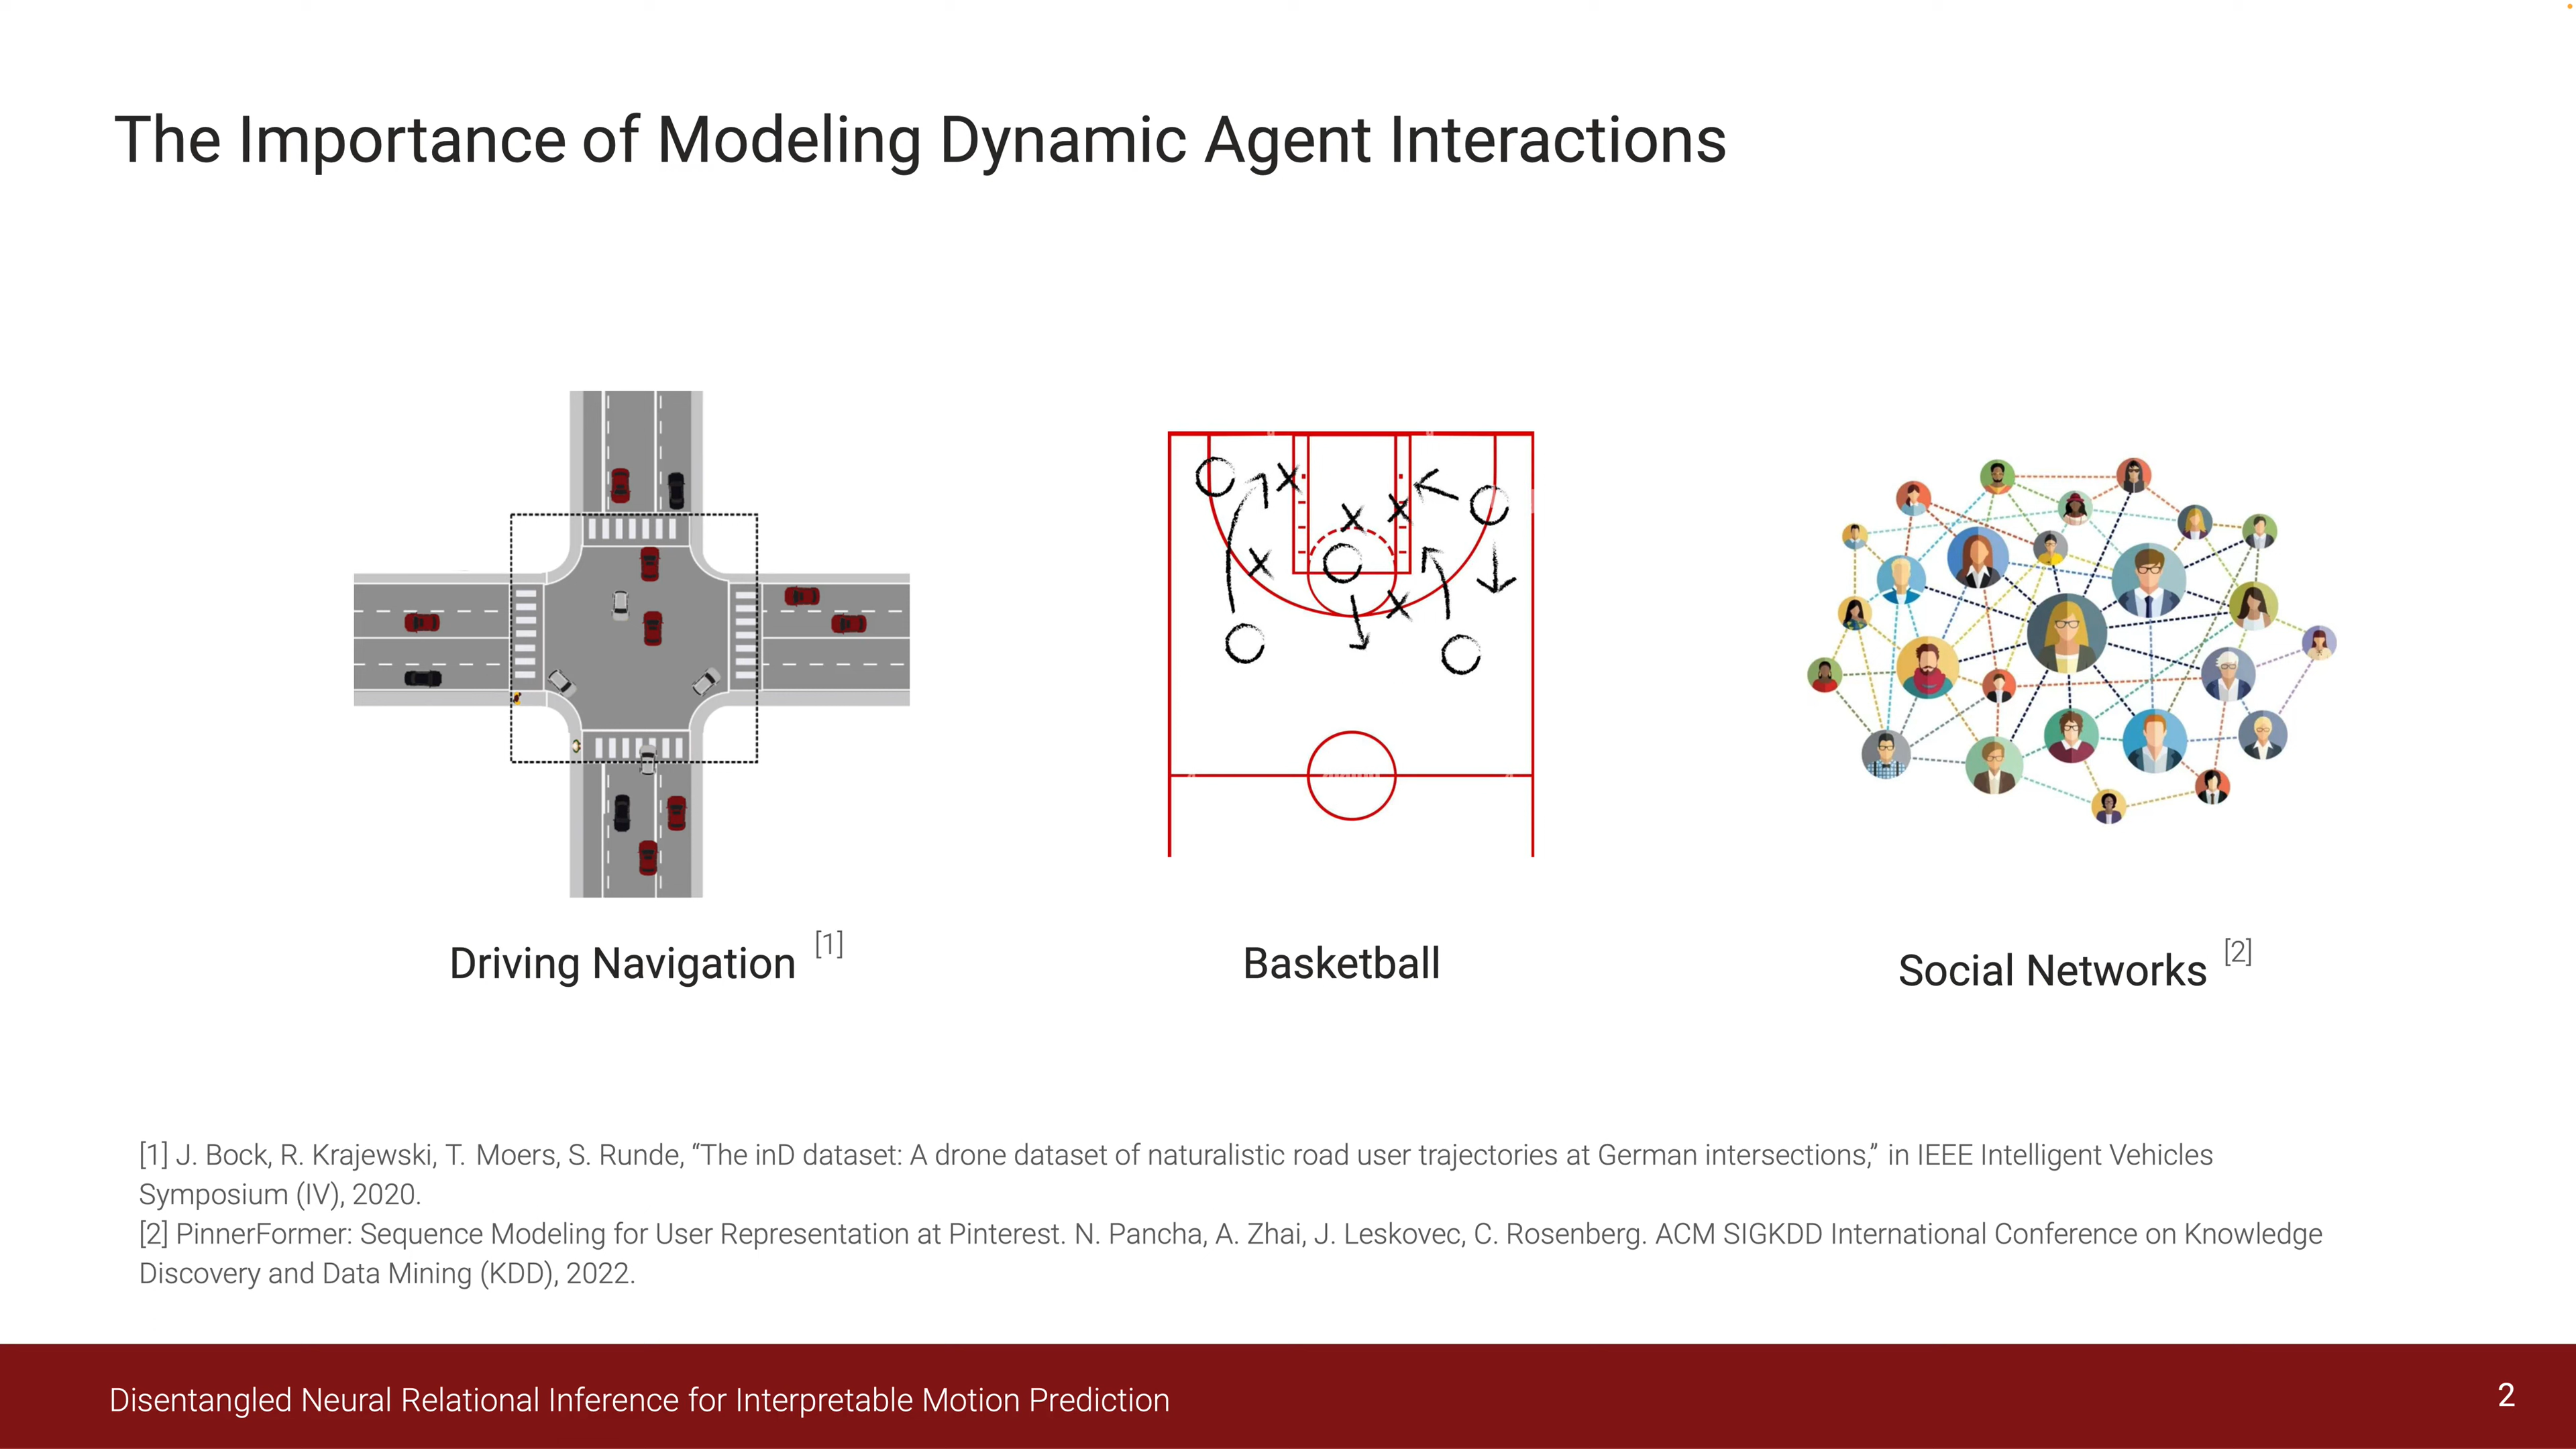 The Importance of Modeling Dynamic Agent Interactions
Driving Navigation [1]
Basketball
Social Networks [2]
[1] J. Bock, R. Krajewski, T. Moers, S. Runde, “The inD dataset: A drone dataset of naturalistic road user trajectories at German intersections,” in IEEE Intelligent Vehicles
Symposium (IV), 2020.
[2] PinnerFormer: Sequence Modeling for User Representation at Pinterest. N. Pancha, A. Zhai, J. Leskovec, C. Rosenberg. ACM SIGKDD International Conference on Knowledge
Discovery and Data Mining (KDD), 2022.
Disentangled Neural Relational Inference for Interpretable Motion Prediction
2